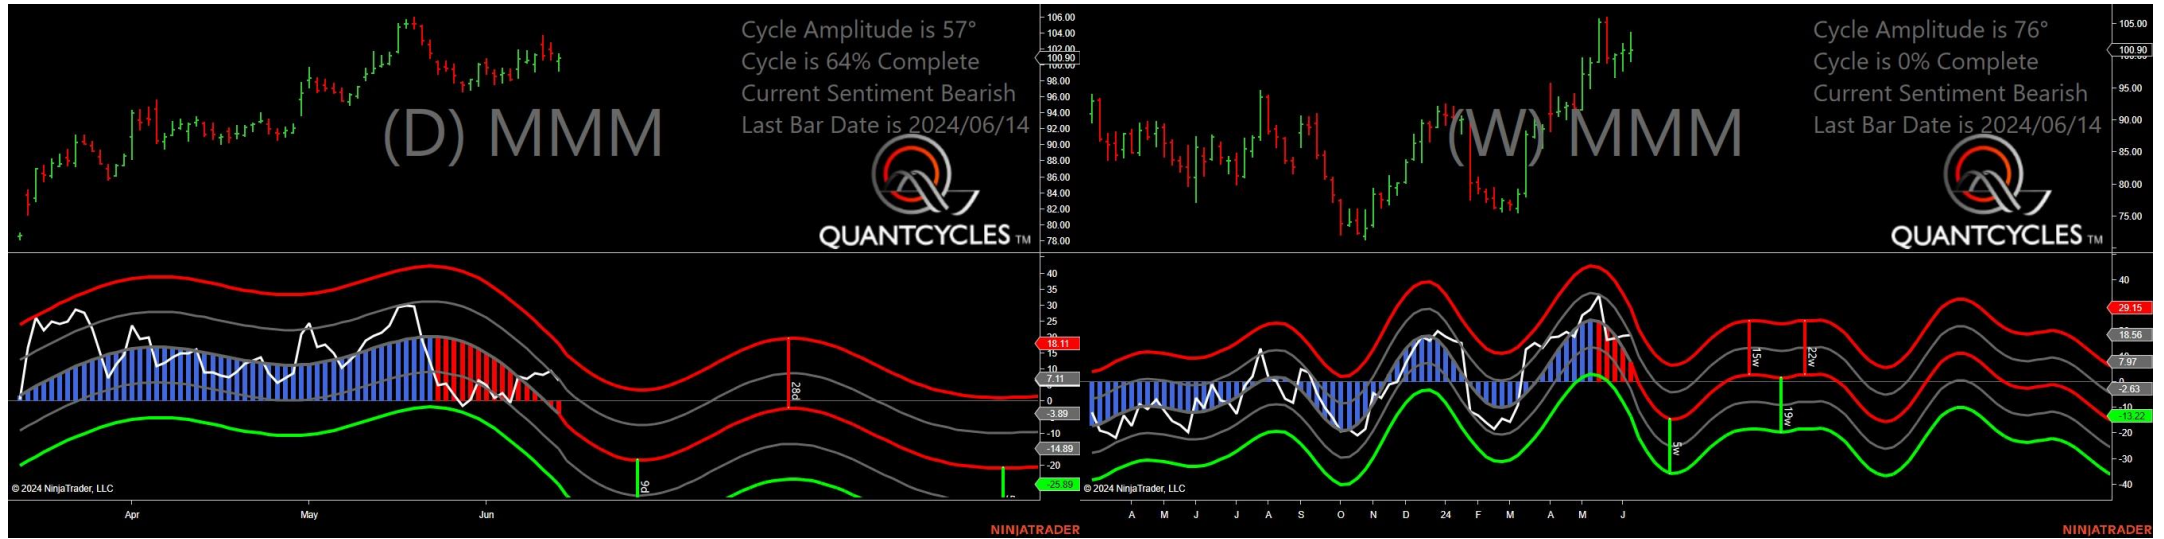 Cycle Amplitude is 57°
Cycle is 64% Complete
Current Sentiment Bearish
Last Bar Date is 2024/06/14
(D) MMM
QUANTCYCLES TM
106.00
104.00
102.00
100.90
100.00
98.00
96.00
94.00
92.00
90.00
88.00
86.00
84.00
82.00
80.00
78.00
40
35
30
25
20
18.11
15
10
7.11
0
-3.89
-10
-14.89
-20
-25.89
28d
9d
© 2024 NinjaTrader, LLC
Apr May Jun
NINJATRADER
Cycle Amplitude is 76°
Cycle is 0% Complete
Current Sentiment Bearish
Last Bar Date is 2024/06/14
(W) MMM
QUANTCYCLES TM
105.00
100.90
95.00
90.00
85.00
80.00
75.00
40
29.15
18.56
7.97
0
-2.63
-10
-13.22
-20
-30
-40
15w
22w
19w
5w
© 2024 NinjaTrader, LLC
A M J J A S O N D 24 F M A M J
NINJATRADER